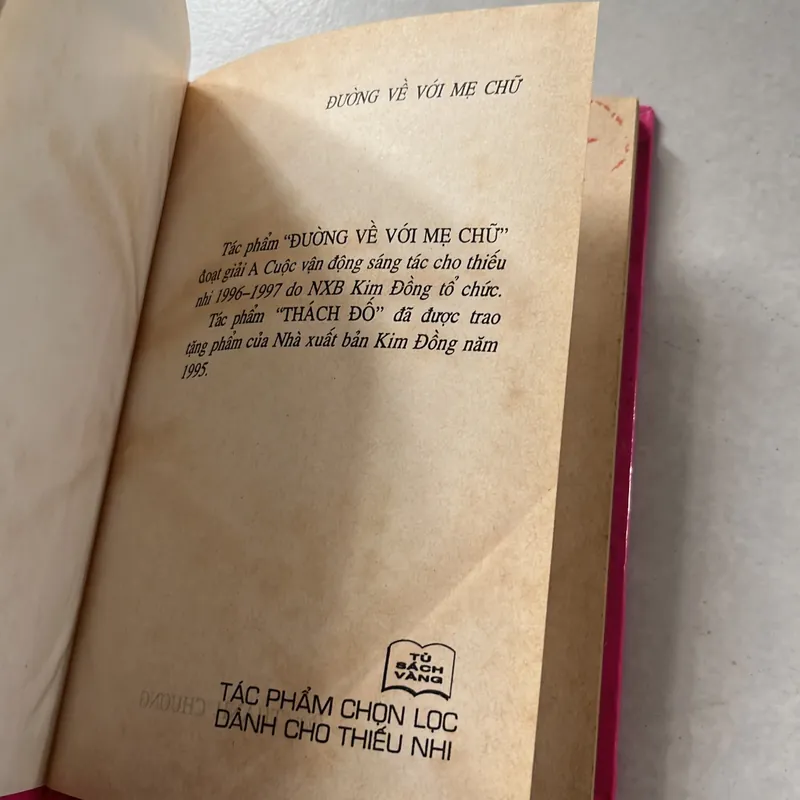 ĐƯỜNG VỀ VỚI MẸ CHỮ
Tác phẩm "ĐƯỜNG VỀ VỚI MẸ CHỮ"
đoạt giải A Cuộc vận động sáng tác cho thiếu
nhi 1996-1997 do NXB Kim Đồng tổ chức.
Tác phẩm "THÁCH ĐỐ" đã được trao
tặng phẩm của Nhà xuất bản Kim Đồng năm
1995.
TỦ
SÁCH
VÀNG
TÁC PHẨM CHỌN LỌC
DÀNH CHO THIẾU NHI